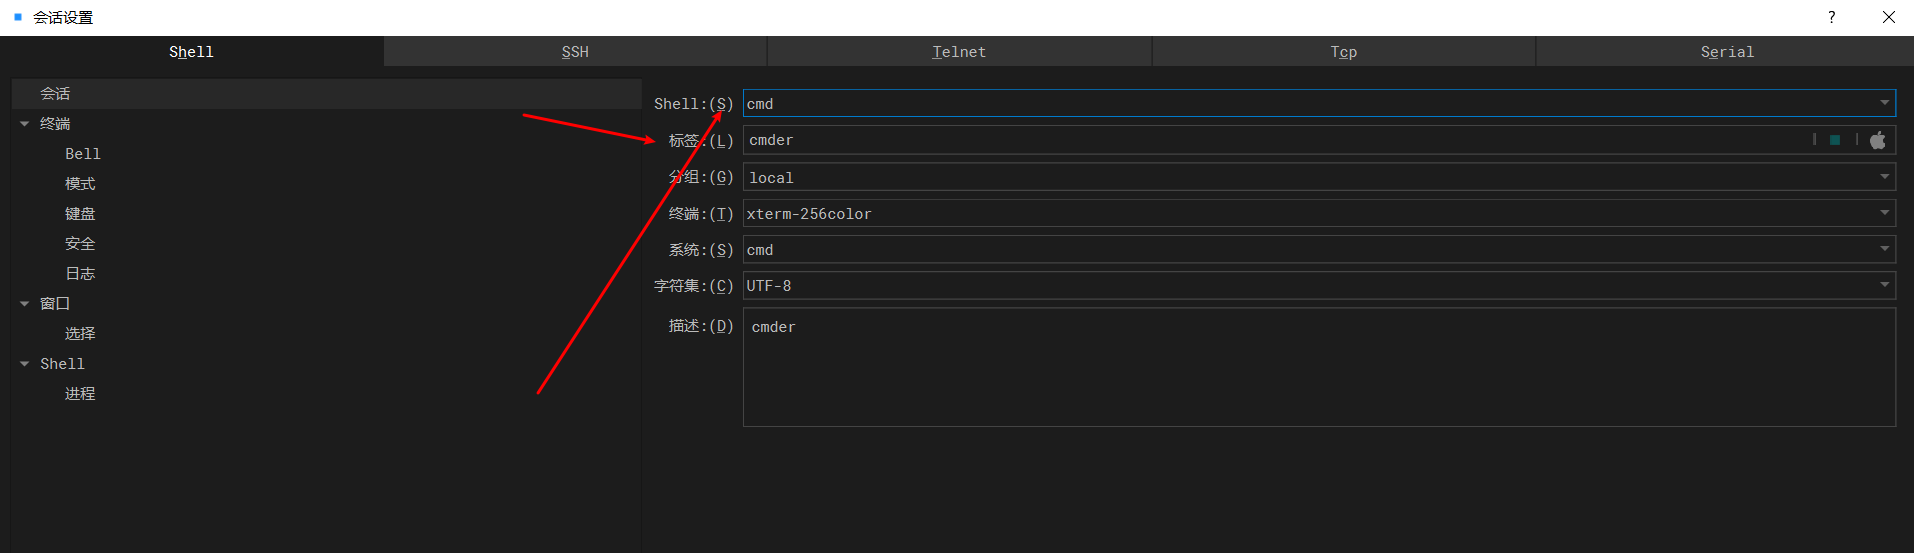 会话设置
?
Shell
SSH
Telnet
Tcp
Serial
会话
终端
Bell
模式
键盘
安全
日志
窗口
选择
Shell
进程
Shell:(S) cmd
标签:(L) cmder
分组:(G) local
终端:(T) xterm-256color
系统:(S) cmd
字符集:(C) UTF-8
描述:(D) cmder